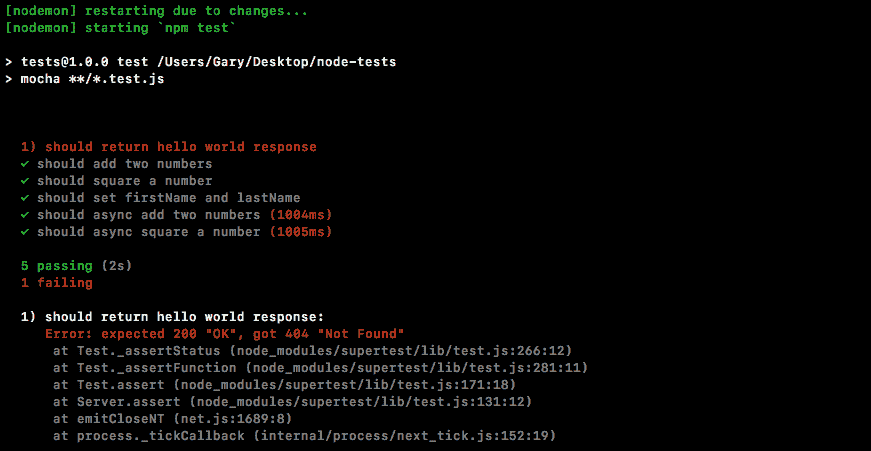 [nodemon] restarting due to changes...
[nodemon] starting `npm test`
> tests@1.0.0 test /Users/Gary/Desktop/node-tests
> mocha **/*.test.js
1) should return hello world response
✓ should add two numbers
✓ should square a number
✓ should set firstName and lastName
✓ should async add two numbers (1004ms)
✓ should async square a number (1005ms)
5 passing (2s)
1 failing
1) should return hello world response:
Error: expected 200 "OK", got 404 "Not Found"
at Test._assertStatus (node_modules/supertest/lib/test.js:266:12)
at Test._assertFunction (node_modules/supertest/lib/test.js:281:11)
at Test.assert (node_modules/supertest/lib/test.js:171:18)
at Server.assert (node_modules/supertest/lib/test.js:131:12)
at emitCloseNT (net.js:1689:8)
at process._tickCallback (internal/process/next_tick.js:152:19)